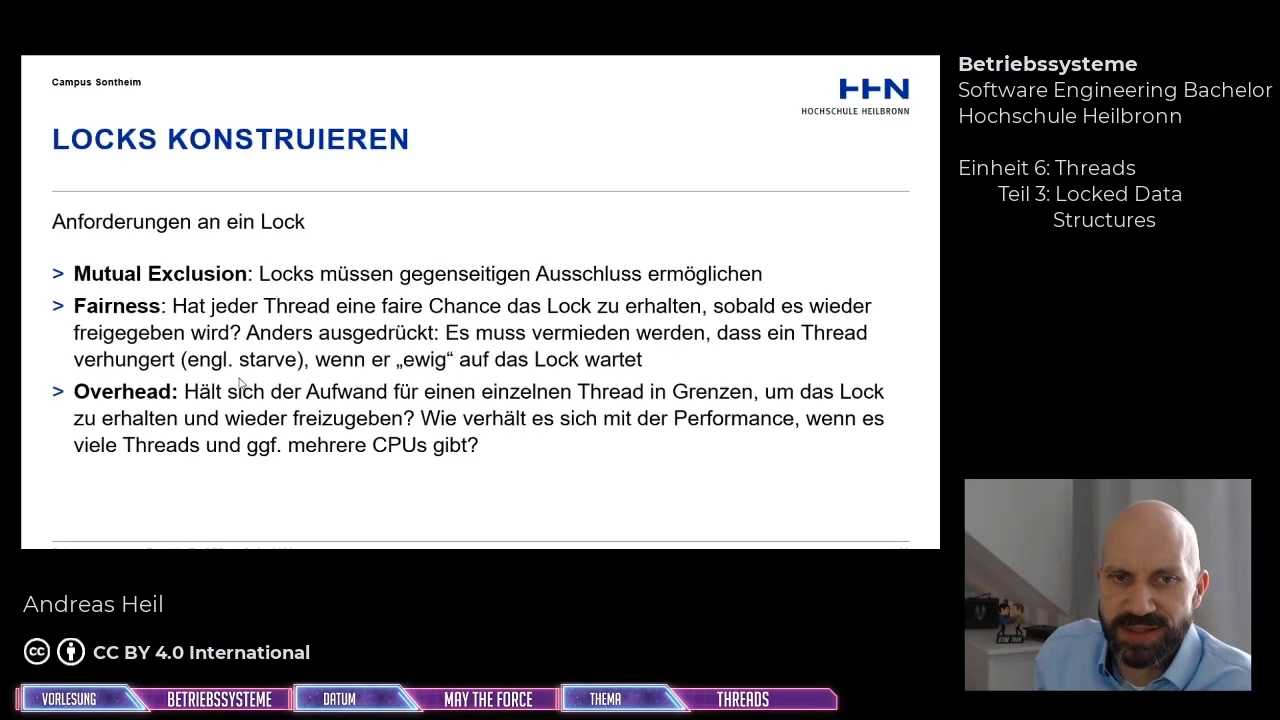 Campus Sontheim
HHN
HOCHSCHULE HEILBRONN
LOCKS KONSTRUIEREN
Anforderungen an ein Lock
> Mutual Exclusion: Locks müssen gegenseitigen Ausschluss ermöglichen
> Fairness: Hat jeder Thread eine faire Chance das Lock zu erhalten, sobald es wieder
freigegeben wird? Anders ausgedrückt: Es muss vermieden werden, dass ein Thread
verhungert (engl. starve), wenn er „ewig“ auf das Lock wartet
> Overhead: Hält sich der Aufwand für einen einzelnen Thread in Grenzen, um das Lock
zu erhalten und wieder freizugeben? Wie verhält es sich mit der Performance, wenn es
viele Threads und ggf. mehrere CPUs gibt?
Betriebssysteme
Software Engineering Bachelor
Hochschule Heilbronn
Einheit 6: Threads
Teil 3: Locked Data
Structures
STAR TREK
Andreas Heil
cc CC BY 4.0 International
VORLESUNG BETRIEBSSYSTEME DATUM MAY THE FORCE THEMA THREADS